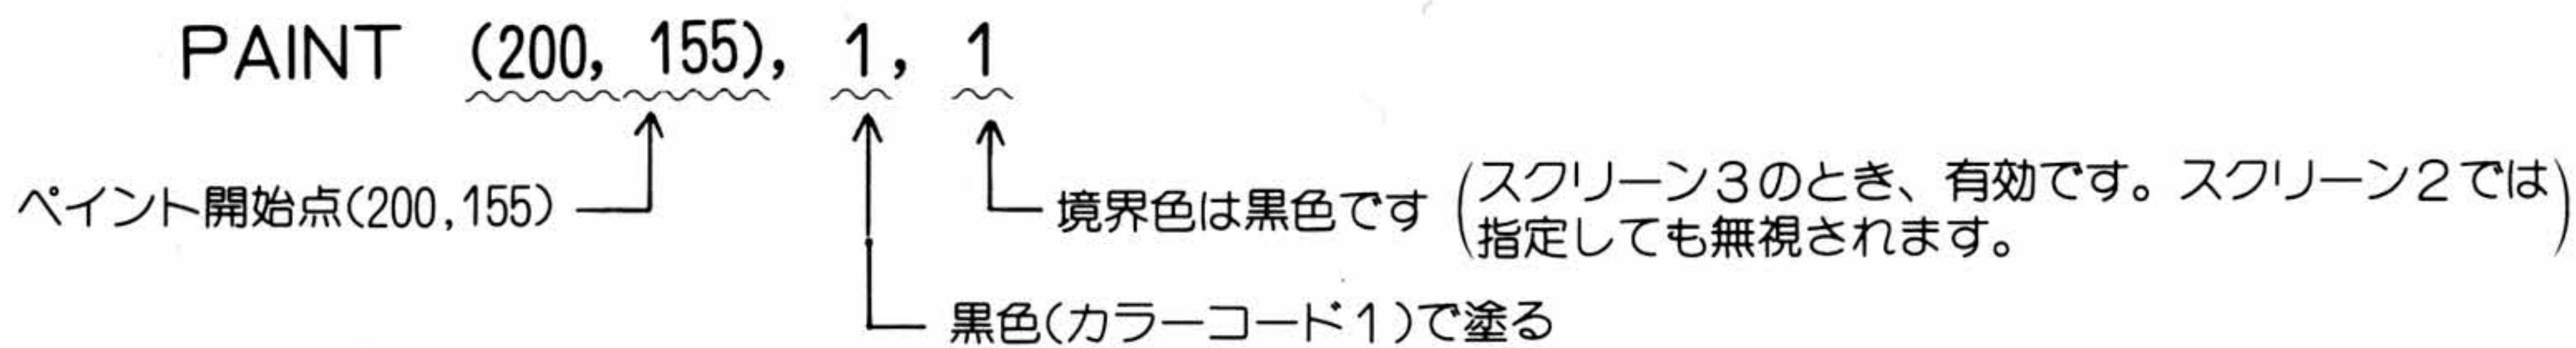 PAINT (200, 155), 1, 1
ペイント開始点(200,155)
境界色は黒色です
(スクリーン3のとき、有効です。スクリーン2では
指定しても無視されます。)
黒色(カラーコード1)で塗る